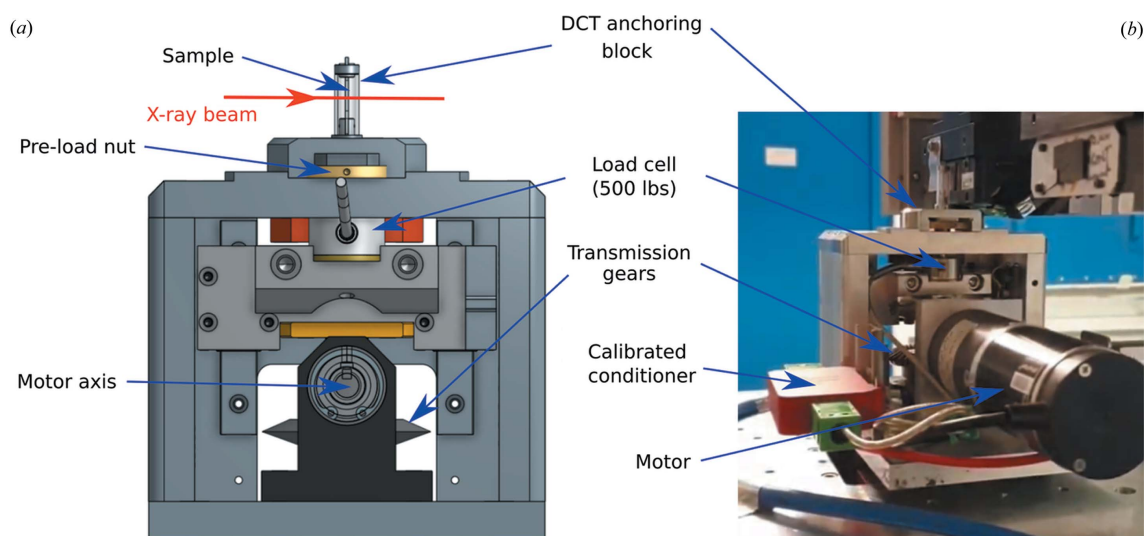 (a)
DCT anchoring
block
(b)
Sample
X-ray beam
Pre-load nut
Load cell
(500 lbs)
Transmission
gears
Calibrated
conditioner
Motor axis
Motor